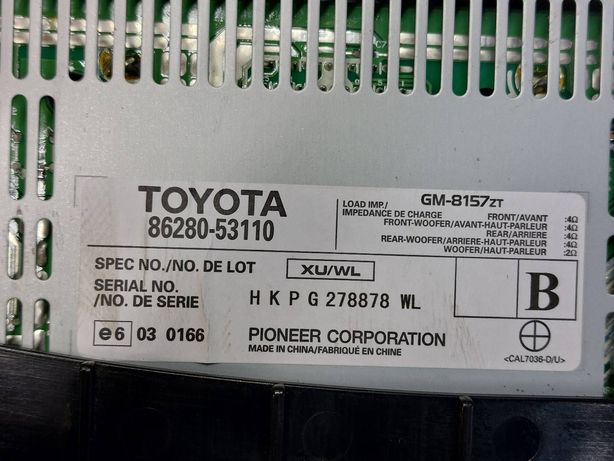 TOYOTA
86280-53110
GM-8157ZT
LOAD IMP./
IMPEDANCE DE CHARGE
FRONT/AVANT :4Ω
FRONT-WOOFER/AVANT-HAUT-PARLEUR :4Ω
REAR/ARRIERE :4Ω
REAR-WOOFER/ARRIERE-HAUT-PARLEUR :4Ω
WOOFER/HAUT-PARLEUR :2Ω
SPEC NO./NO. DE LOT XU/WL
SERIAL NO.
/NO. DE SERIE H K P G 278878 WL
B
e6 03 0166
PIONEER CORPORATION
MADE IN CHINA/FABRIQUÉ EN CHINE
<CAL7036-D/U>